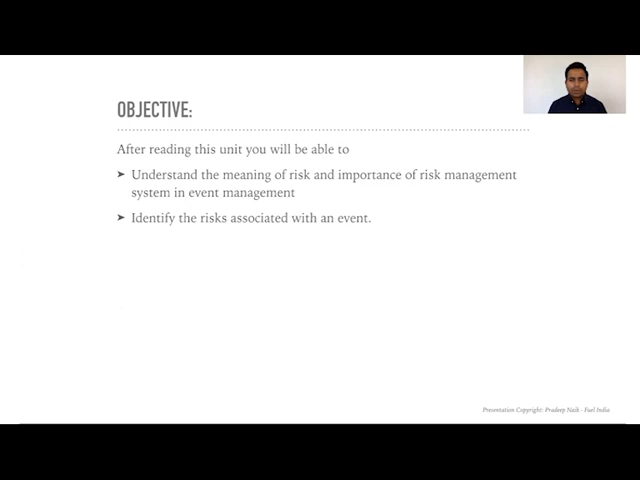 OBJECTIVE:
After reading this unit you will be able to
➤ Understand the meaning of risk and importance of risk management
system in event management
➤ Identify the risks associated with an event.
Presentation Copyright: Pradeep Naik - Fuel India